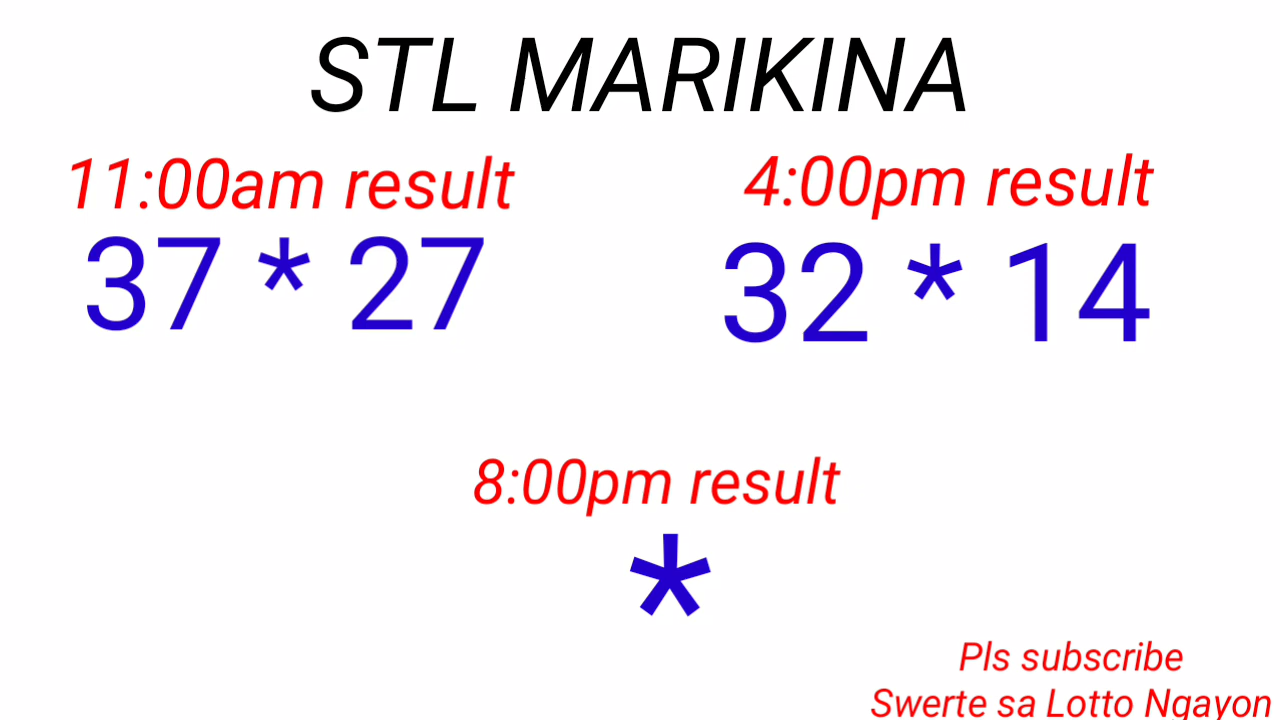 STL MARIKINA
11:00am result
37 * 27
4:00pm result
32 * 14
8:00pm result
*
Pls subscribe
Swerte sa Lotto Ngayon